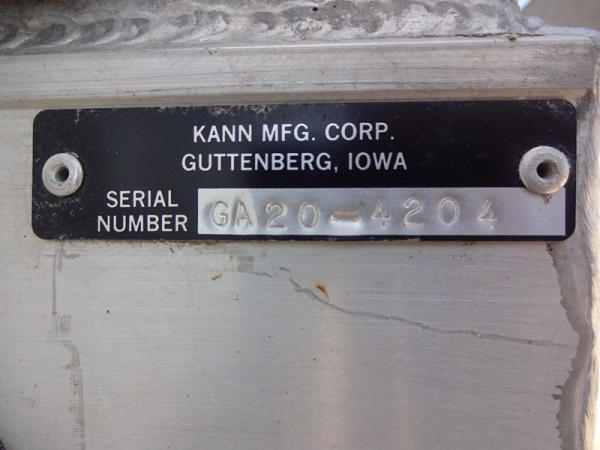 KANN MFG. CORP.
GUTTENBERG, IOWA
SERIAL
NUMBER GA20-4204